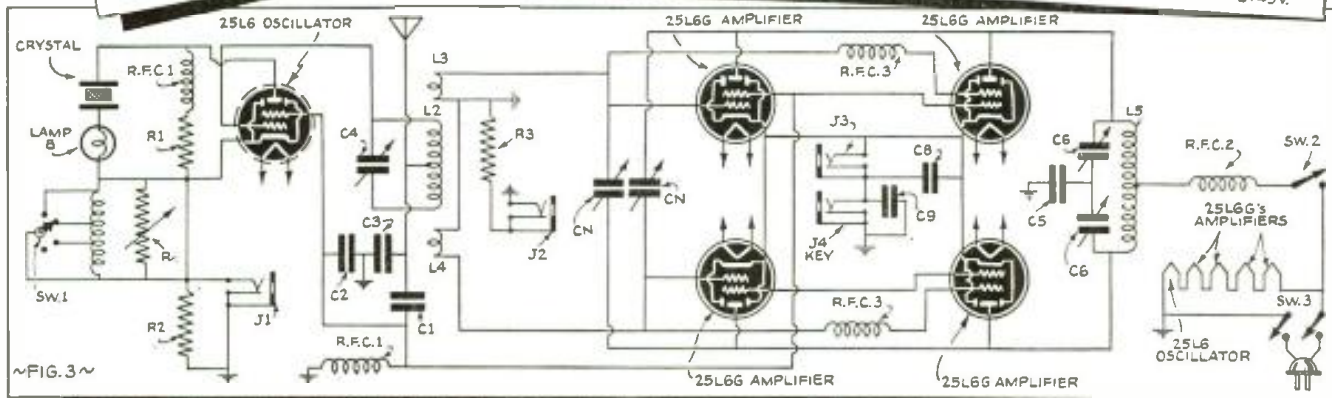 25L6 OSCILLATOR
25L6G AMPLIFIER
25L6G AMPLIFIER
CRYSTAL
R.F.C.1
LAMP
B
R1
R
SW.1
R2
J1
~FIG.3~
C4
C3
C2
C1
R.F.C.1
L3
L2
L4
R3
J2
CN
CN
R.F.C.3
J3
C8
C9
J4
KEY
R.F.C.3
25L6G AMPLIFIER
25L6G AMPLIFIER
L5
C6
C5
C6
R.F.C.2
SW.2
25L6G's
AMPLIFIERS
SW.3
25L6
OSCILLATOR